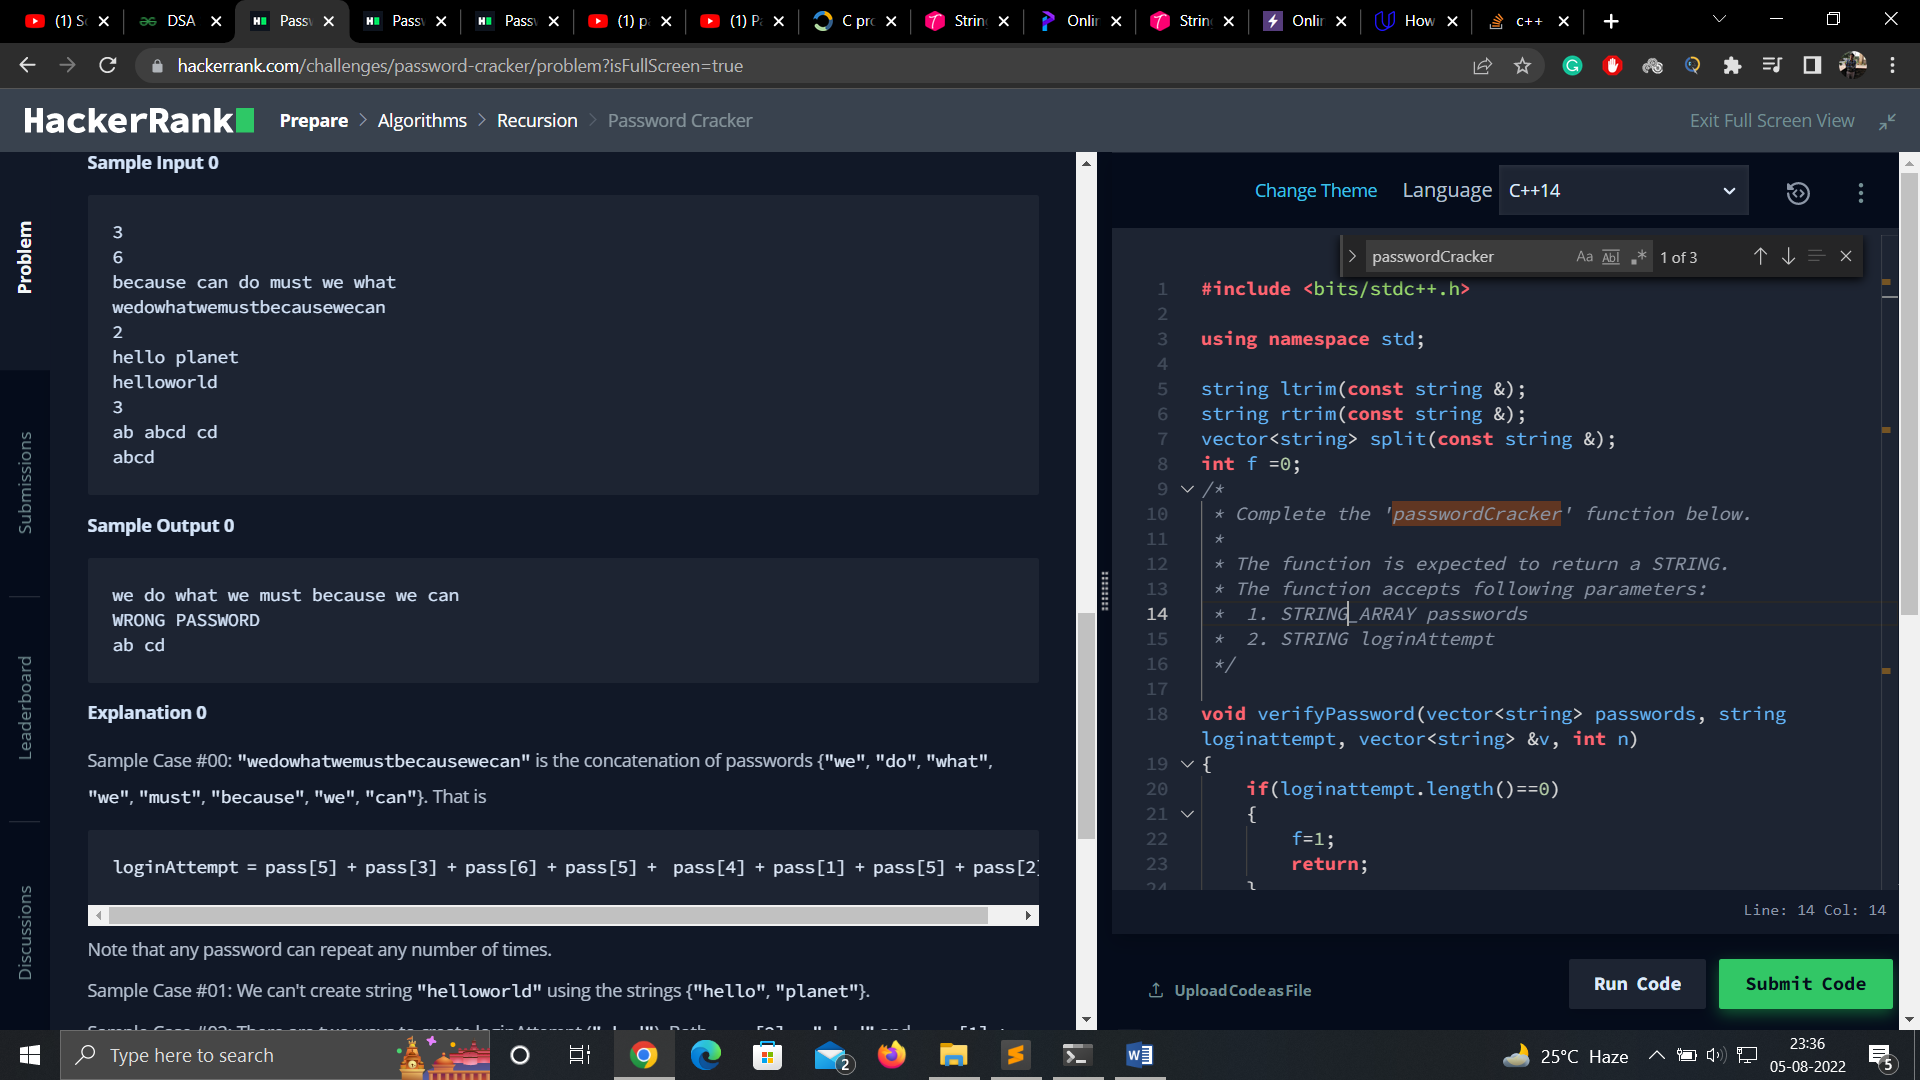 (1) S
DSA
Pass
Pass
Pass
(1) p
(1) P
C pr
Strin
Onlin
Strin
Onlin
How
c++
hackerrank.com/challenges/password-cracker/problem?isFullScreen=true
HackerRank
Prepare > Algorithms > Recursion > Password Cracker
Exit Full Screen View
Problem
Submissions
Leaderboard
Discussions
Sample Input 0
3
6
because can do must we what
wedowhatwemustbecausewecan
2
hello planet
helloworld
3
ab abcd cd
abcd
Sample Output 0
we do what we must because we can
WRONG PASSWORD
ab cd
Explanation 0
Sample Case #00: "wedowhatwemustbecausewecan" is the concatenation of passwords {"we", "do", "what",
"we", "must", "because", "we", "can"}. That is
loginAttempt = pass[5] + pass[3] + pass[6] + pass[5] +  pass[4] + pass[1] + pass[5] + pass[2]
Note that any password can repeat any number of times.
Sample Case #01: We can't create string "helloworld" using the strings {"hello", "planet"}.
Change Theme
Language
C++14
passwordCracker
Aa Abl .* 1 of 3
1 #include <bits/stdc++.h>
2
3 using namespace std;
4
5 string ltrim(const string &);
6 string rtrim(const string &);
7 vector<string> split(const string &);
8 int f =0;
9 /*
10 * Complete the 'passwordCracker' function below.
11 *
12 * The function is expected to return a STRING.
13 * The function accepts following parameters:
14 *  1. STRING_ARRAY passwords
15 *  2. STRING loginAttempt
16 */
17
18 void verifyPassword(vector<string> passwords, string
loginattempt, vector<string> &v, int n)
19 {
20 if(loginattempt.length()==0)
21 {
22 f=1;
23 return;
24 }
Line: 14 Col: 14
Upload Code as File
Run Code
Submit Code
Type here to search
2
25°C Haze
23:36
05-08-2022
5